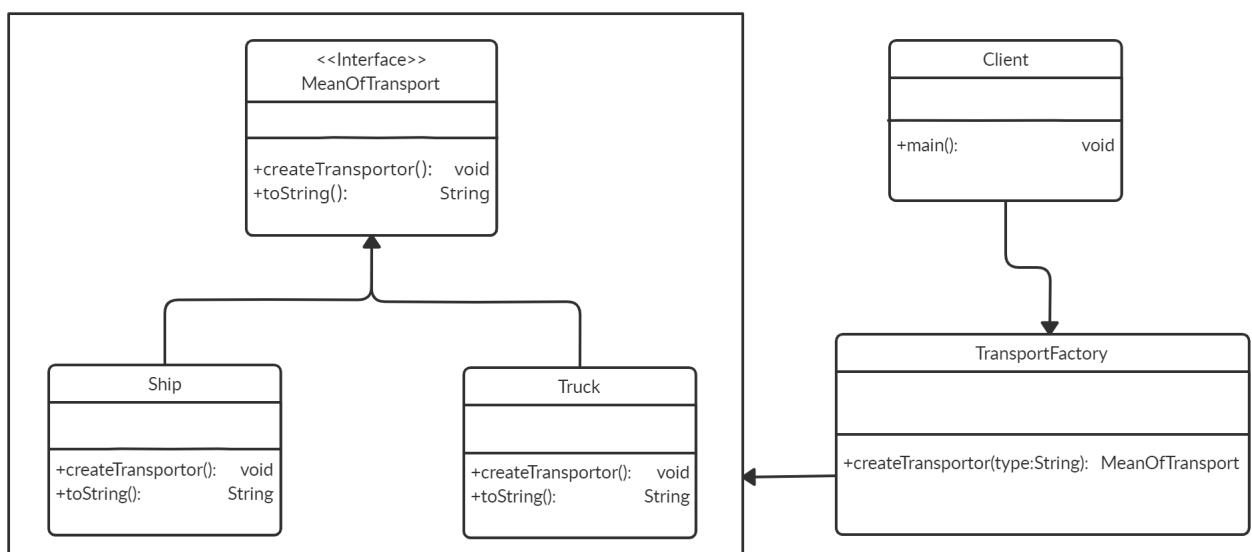 <<Interface>>
MeanOfTransport
+createTransportor(): void
+toString(): String
Client
+main(): void
Ship
+createTransportor(): void
+toString(): String
Truck
+createTransportor(): void
+toString(): String
TransportFactory
+createTransportor(type:String): MeanOfTransport